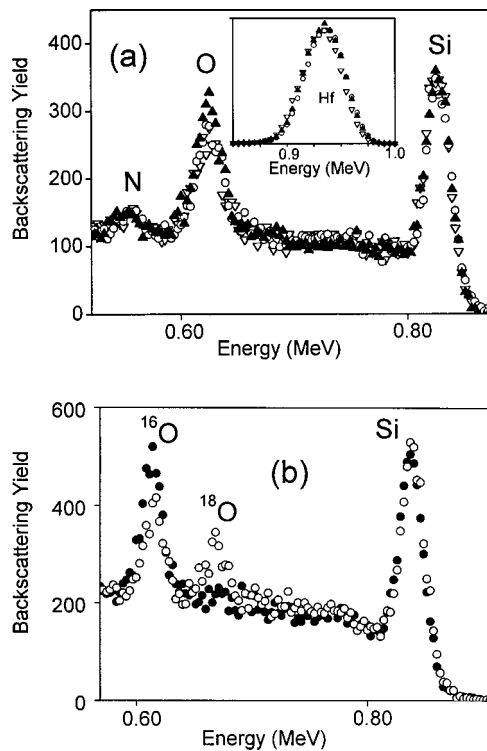 400
(a)
O
Si
300
Hf
Backscattering Yield
0.9
1.0
Energy (MeV)
N
200
100
0
0.60
0.80
Energy (MeV)
600
16O
Si
(b)
400
18O
Backscattering Yield
200
0
0.60
0.80
Energy (MeV)